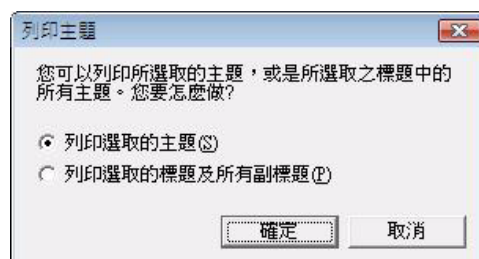 列印主題
您可以列印所選取的主題，或是所選取之標題中的
所有主題。您要怎麼做?
列印選取的主題(S)
列印選取的標題及所有副標題(P)
確定
取消